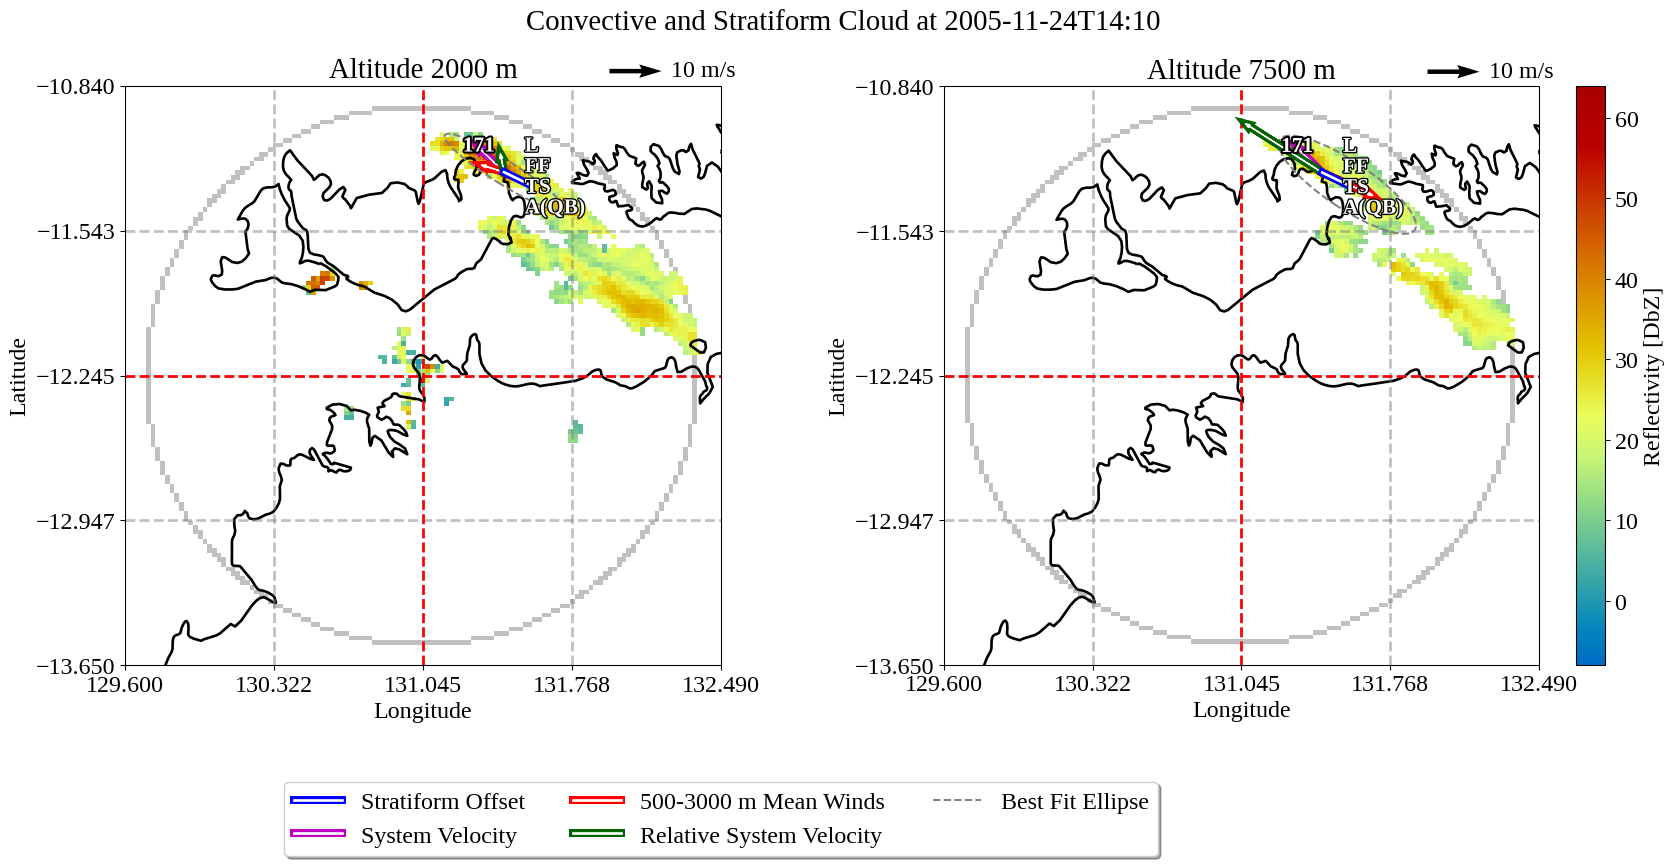 Convective and Stratiform Cloud at 2005-11-24T14:10
Altitude 2000 m
10 m/s
−10.840
−11.543
−12.245
−12.947
−13.650
Latitude
171
L
FF
TS
A(QB)
129.600
130.322
131.045
131.768
132.490
Longitude
Altitude 7500 m
10 m/s
−10.840
−11.543
−12.245
−12.947
−13.650
Latitude
171
L
FF
TS
A(QB)
129.600
130.322
131.045
131.768
132.490
Longitude
60
50
40
30
20
10
0
Reflectivity [DbZ]
Stratiform Offset
System Velocity
500-3000 m Mean Winds
Relative System Velocity
Best Fit Ellipse